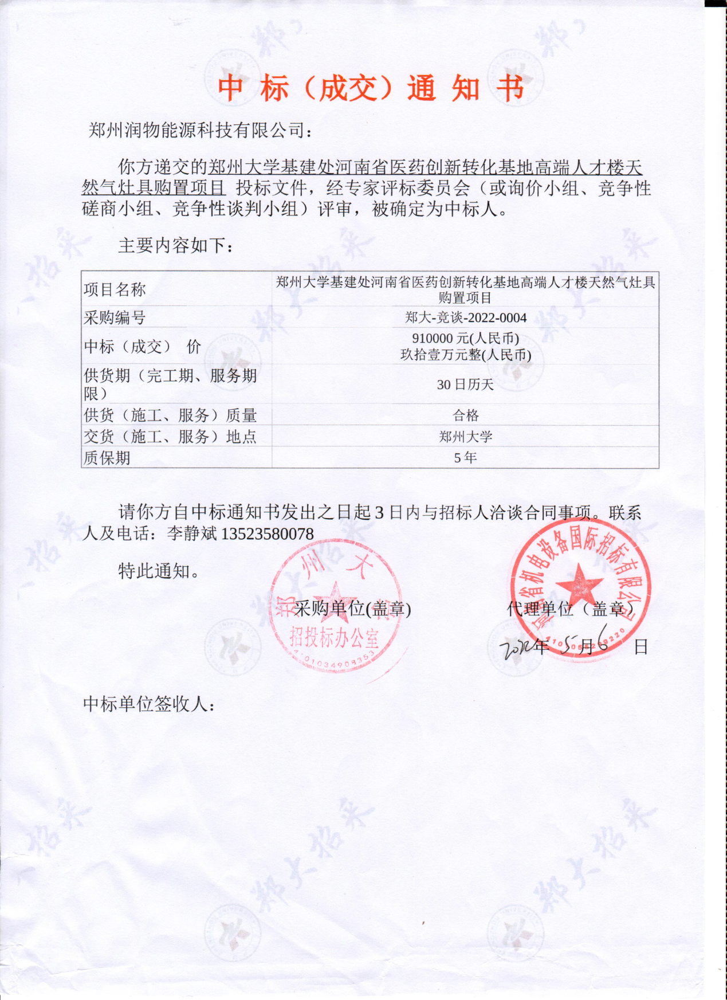 中 标（成交）通 知 书
郑州润物能源科技有限公司：
你方递交的郑州大学基建处河南省医药创新转化基地高端人才楼天
然气灶具购置项目 投标文件，经专家评标委员会（或询价小组、竞争性
磋商小组、竞争性谈判小组）评审，被确定为中标人。
主要内容如下：
项目名称
郑州大学基建处河南省医药创新转化基地高端人才楼天然气灶具
购置项目
采购编号
郑大-竞谈-2022-0004
中标（成交） 价
910000 元(人民币)
玖拾壹万元整(人民币)
供货期（完工期、服务期
限）
30 日历天
供货（施工、服务）质量
合格
交货（施工、服务）地点
郑州大学
质保期
5 年
请你方自中标通知书发出之日起 3 日内与招标人洽谈合同事项。联系
人及电话：李静斌 13523580078
特此通知。
采购单位(盖章)
郑州大学
招投标办公室
4101034908353
代理单位（盖章）
河南省机电设备国际招标有限公司
2022年 5 月 6 日
中标单位签收人：
郑大招采